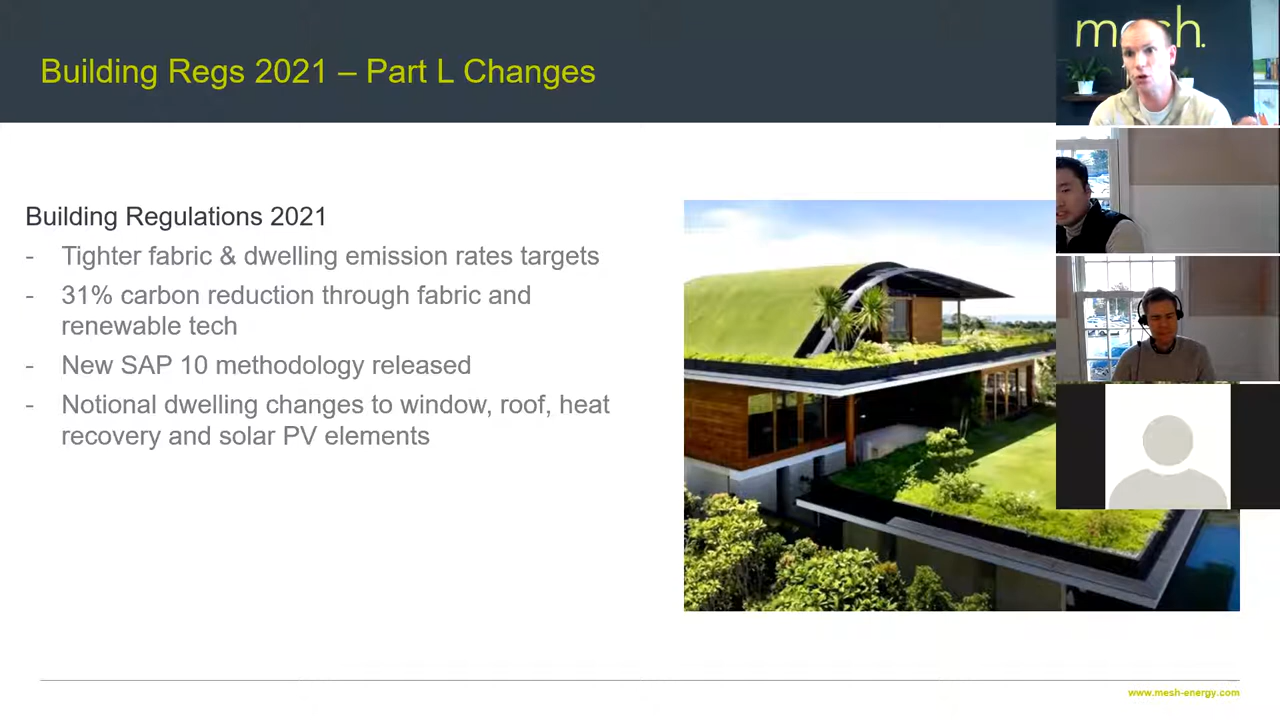 Building Regs 2021 – Part L Changes
mesh.
Building Regulations 2021
- Tighter fabric & dwelling emission rates targets
- 31% carbon reduction through fabric and
renewable tech
- New SAP 10 methodology released
- Notional dwelling changes to window, roof, heat
recovery and solar PV elements
www.mesh-energy.com